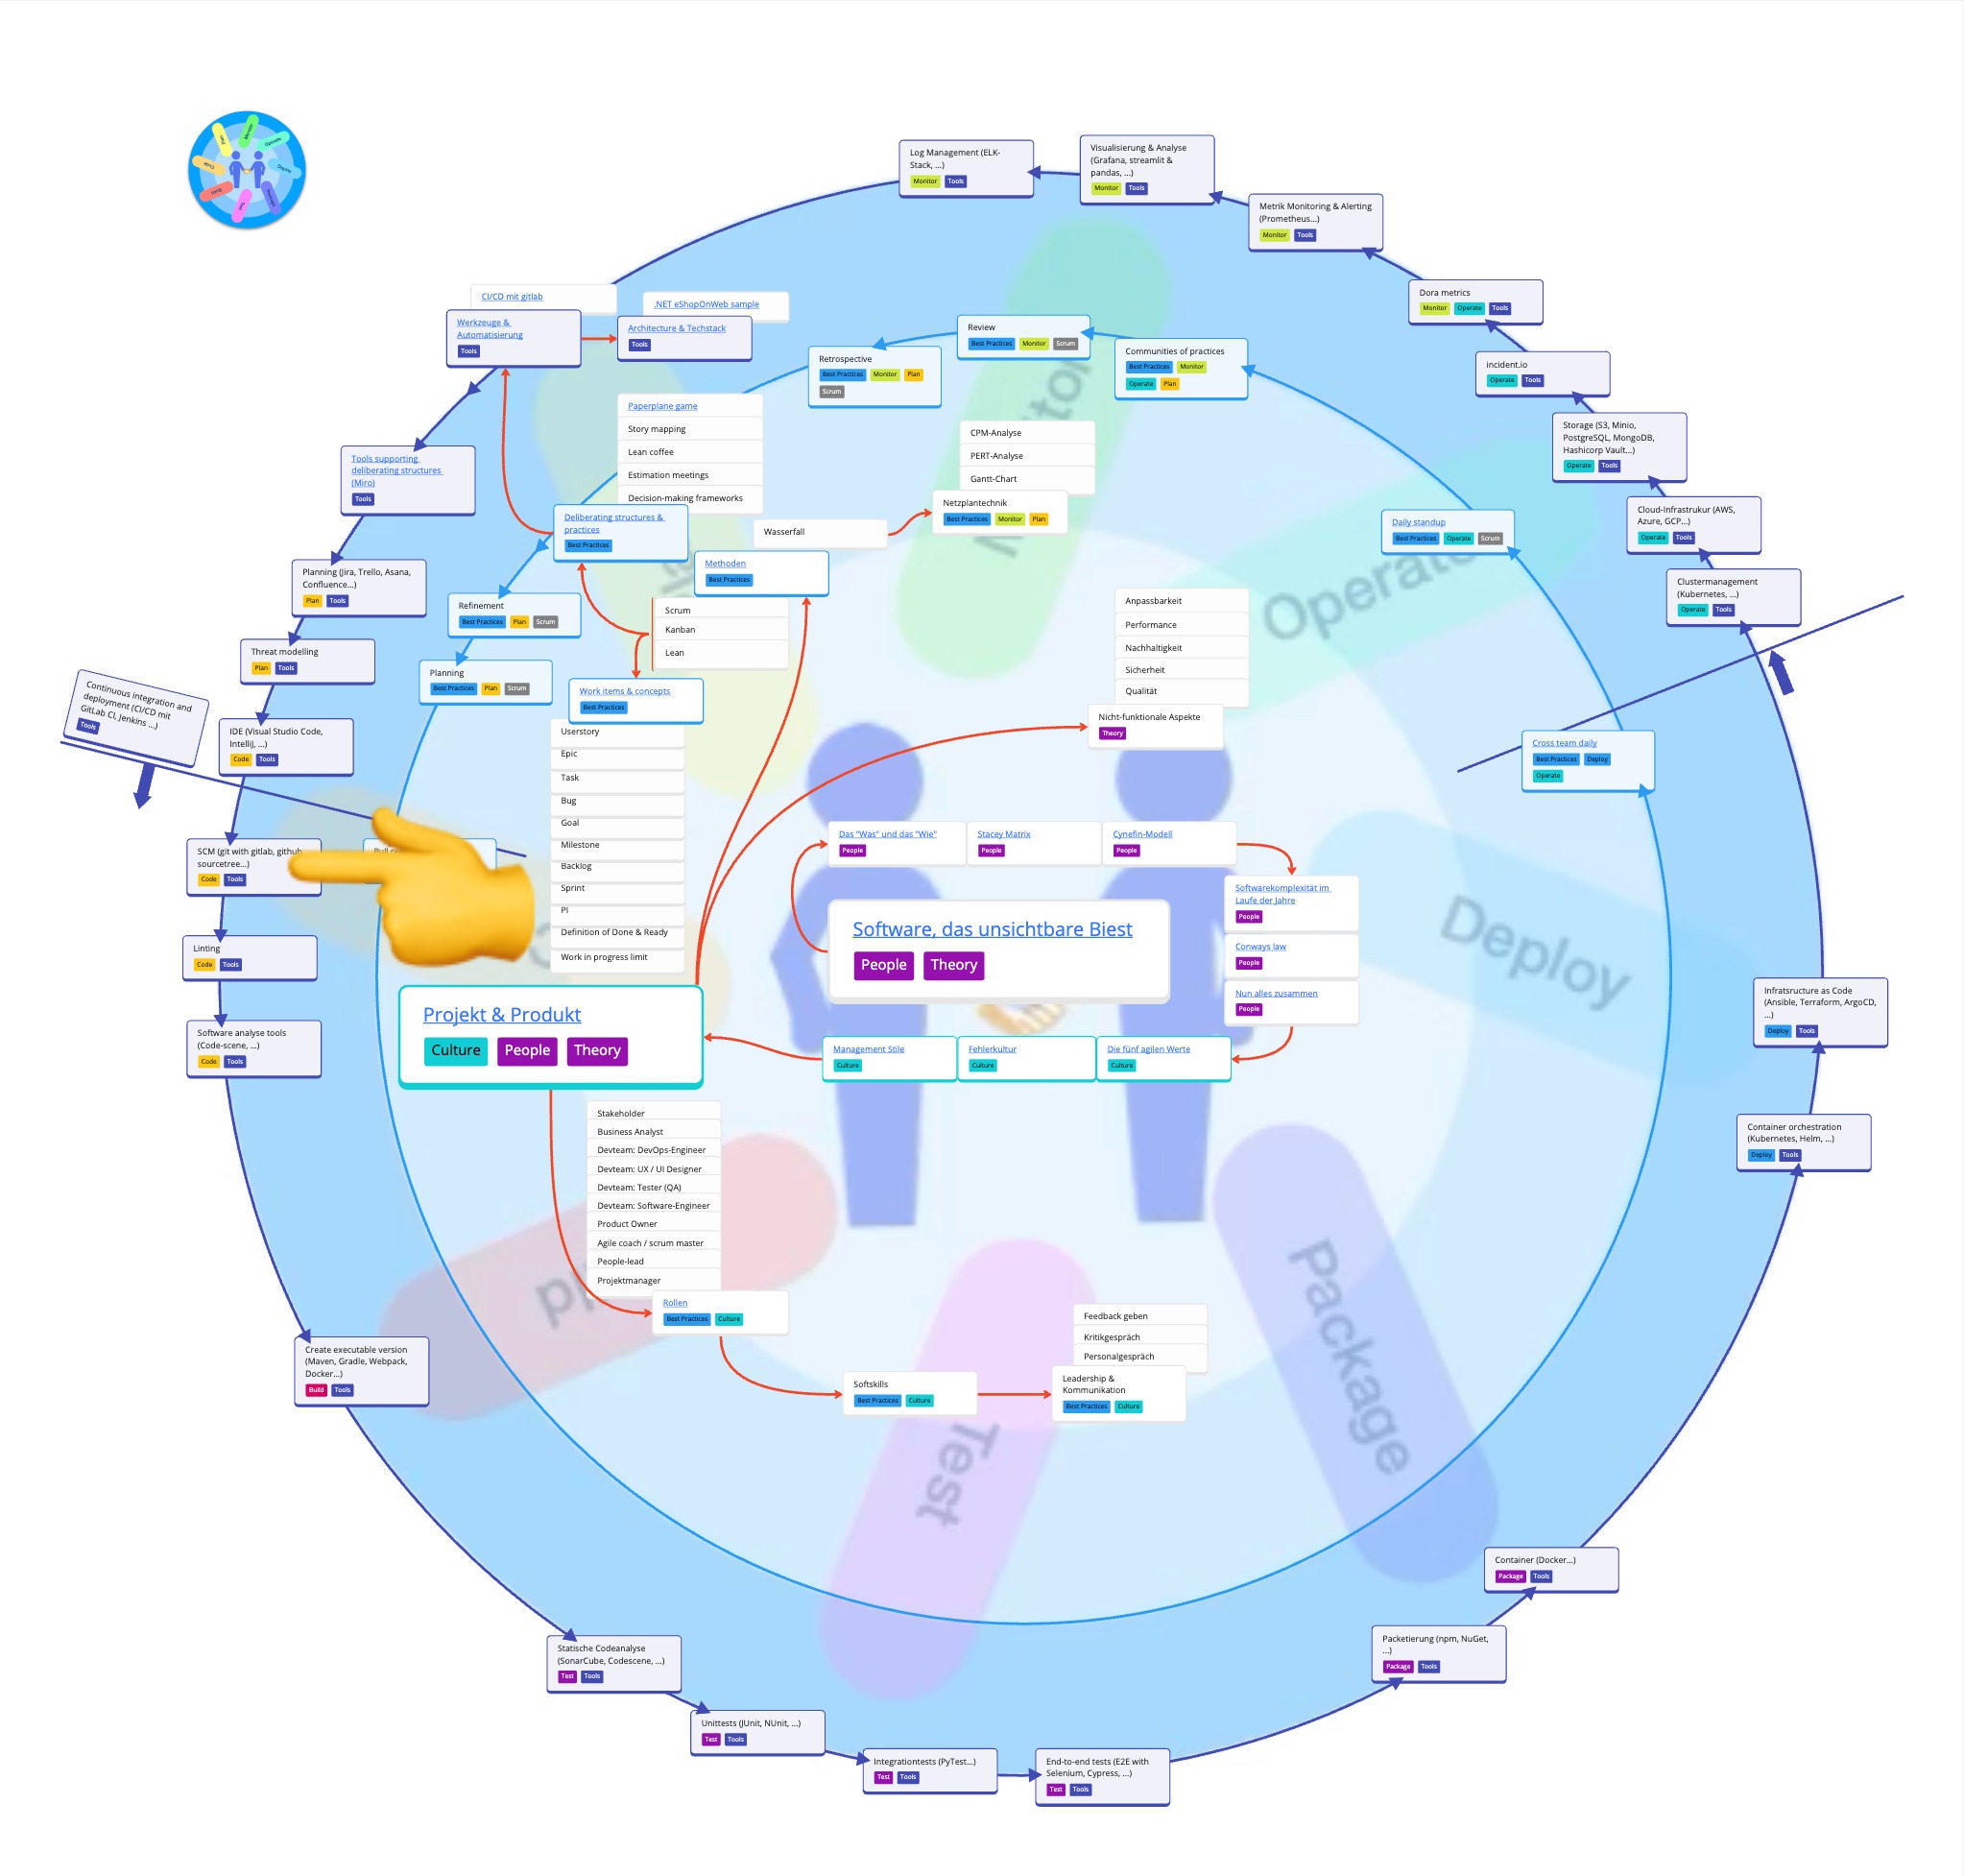 Log Management (ELK-
Stack, ...)
Monitor Tools
Visualisierung & Analyse
(Grafana, streamlit &
pandas, ...)
Monitor Tools
Metrik Monitoring & Alerting
(Prometheus...)
Monitor Tools
Dora metrics
Monitor Operate Tools
incident.io
Operate Tools
Storage (S3, Minio,
PostgreSQL, MongoDB,
Hashicorp Vault...)
Operate Tools
Cloud-Infrastrukur (AWS,
Azure, GCP...)
Operate Tools
Clustermanagement
(Kubernetes, ...)
Operate Tools
CI/CD mit gitlab
Werkzeuge &
Automatisierung
Tools
.NET eShopOnWeb sample
Architecture & Techstack
Tools
Retrospective
Best Practices Monitor Plan
Scrum
Review
Best Practices Monitor Scrum
Communities of practices
Best Practices Monitor
Operate Plan
Daily standup
Best Practices Operate Scrum
Cross team daily
Best Practices Deploy
Operate
Tools supporting
deliberating structures
(Miro)
Tools
Planning (Jira, Trello, Asana,
Confluence...)
Plan Tools
Threat modelling
Plan Tools
Continuous integration and
deployment (CI/CD mit
GitLab CI, Jenkins ...)
Tools
IDE (Visual Studio Code,
Intellij, ...)
Code Tools
SCM (git with gitlab, github
sourcetree...)
Code Tools
Linting
Code Tools
Software analyse tools
(Code-scene, ...)
Code Tools
Paperplane game
Story mapping
Lean coffee
Estimation meetings
Decision-making frameworks
Deliberating structures &
practices
Best Practices
CPM-Analyse
PERT-Analyse
Gantt-Chart
Netzplantechnik
Best Practices Monitor Plan
Wasserfall
Methoden
Best Practices
Scrum
Kanban
Lean
Refinement
Best Practices Plan Scrum
Planning
Best Practices Plan Scrum
Work items & concepts
Best Practices
Userstory
Epic
Task
Bug
Goal
Milestone
Backlog
Sprint
PI
Definition of Done & Ready
Work in progress limit
Anpassbarkeit
Performance
Nachhaltigkeit
Sicherheit
Qualität
Nicht-funktionale Aspekte
Theory
Operate
Deploy
Package
Test
Das "Was" und das "Wie"
People
Stacey Matrix
People
Cynefin-Modell
People
Softwarekomplexität im
Laufe der Jahre
People
Conways law
People
Nun alles zusammen
People
Software, das unsichtbare Biest
People Theory
Projekt & Produkt
Culture People Theory
Management Stile
Culture
Fehlerkultur
Culture
Die fünf agilen Werte
Culture
Stakeholder
Business Analyst
Devteam: DevOps-Engineer
Devteam: UX / UI Designer
Devteam: Tester (QA)
Devteam: Software-Engineer
Product Owner
Agile coach / scrum master
People-lead
Projektmanager
Rollen
Best Practices Culture
Softskills
Best Practices Culture
Feedback geben
Kritikgespräch
Personalgespräch
Leadership &
Kommunikation
Best Practices Culture
Infratsructure as Code
(Ansible, Terraform, ArgoCD,
...)
Deploy Tools
Container orchestration
(Kubernetes, Helm, ...)
Deploy Tools
Container (Docker...)
Package Tools
Packetierung (npm, NuGet,
...)
Package Tools
Create executable version
(Maven, Gradle, Webpack,
Docker...)
Build Tools
Statische Codeanalyse
(SonarCube, Codescene, ...)
Test Tools
Unittests (JUnit, NUnit, ...)
Test Tools
Integrationtests (PyTest...)
Test Tools
End-to-end tests (E2E with
Selenium, Cypress, ...)
Test Tools